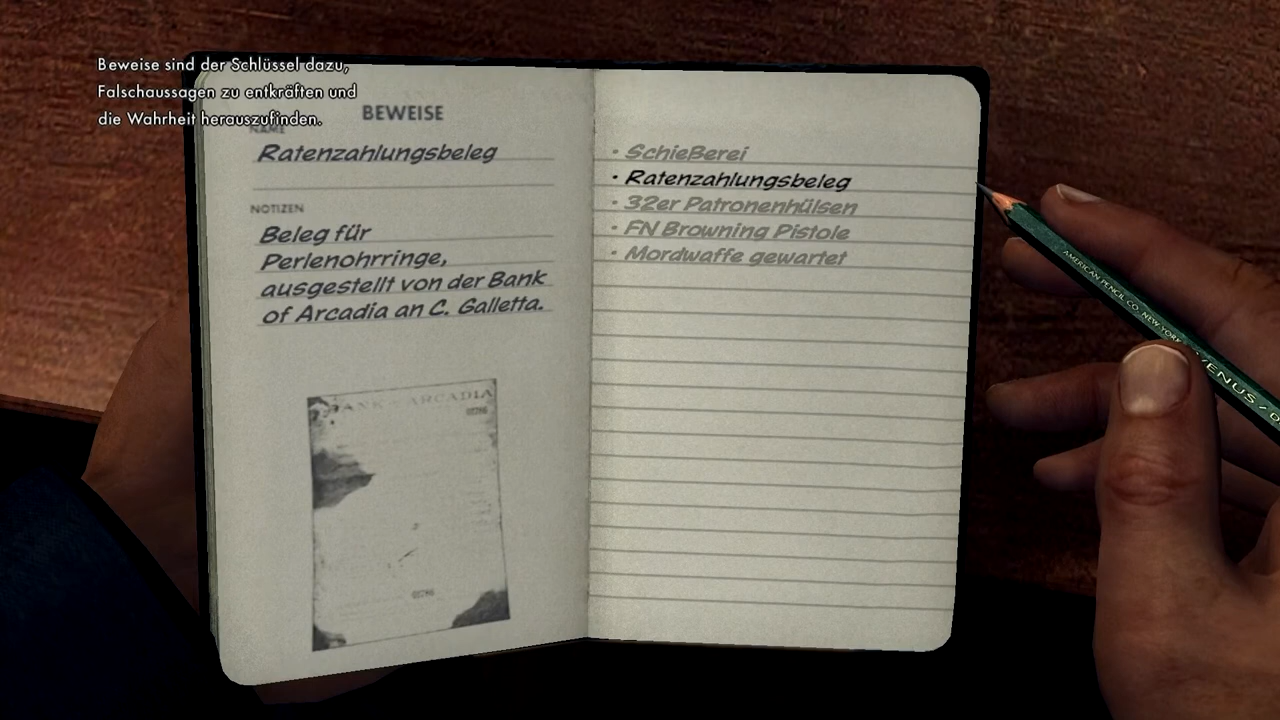 Beweise sind der Schlüssel dazu,
Falschaussagen zu entkräften und
die Wahrheit herauszufinden.
BEWEISE
NAME
Ratenzahlungsbeleg
NOTIZEN
Beleg für
Perlenohrringe,
ausgestellt von der Bank
of Arcadia an C. Galletta.
BANK OF ARCADIA
· Schießerei
· Ratenzahlungsbeleg
· 32er Patronenhülsen
· FN Browning Pistole
· Mordwaffe gewartet
AMERICAN PENCIL CO. NEW YORK
VENUS